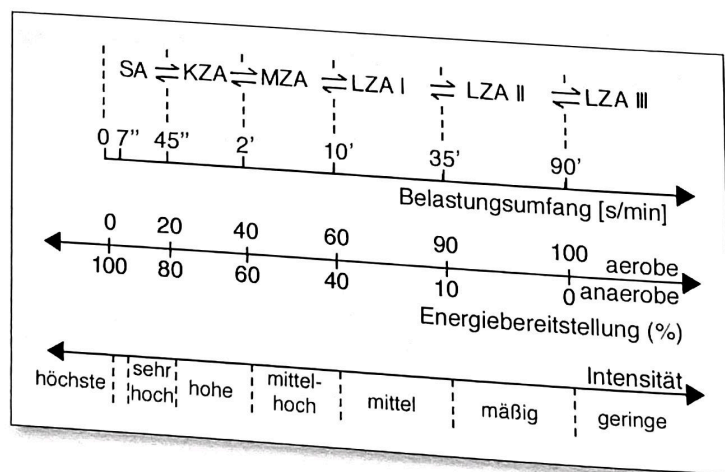 SA ⇌ KZA ⇌ MZA ⇌ LZA I ⇌ LZA II ⇌ LZA III
0 7'' 45'' 2' 10' 35' 90'
Belastungsumfang [s/min]
0 20 40 60 90 100 aerobe
100 80 60 40 10 0 anaerobe
Energiebereitstellung (%)
Intensität
höchste sehr hoch hohe mittel-hoch mittel mäßig geringe